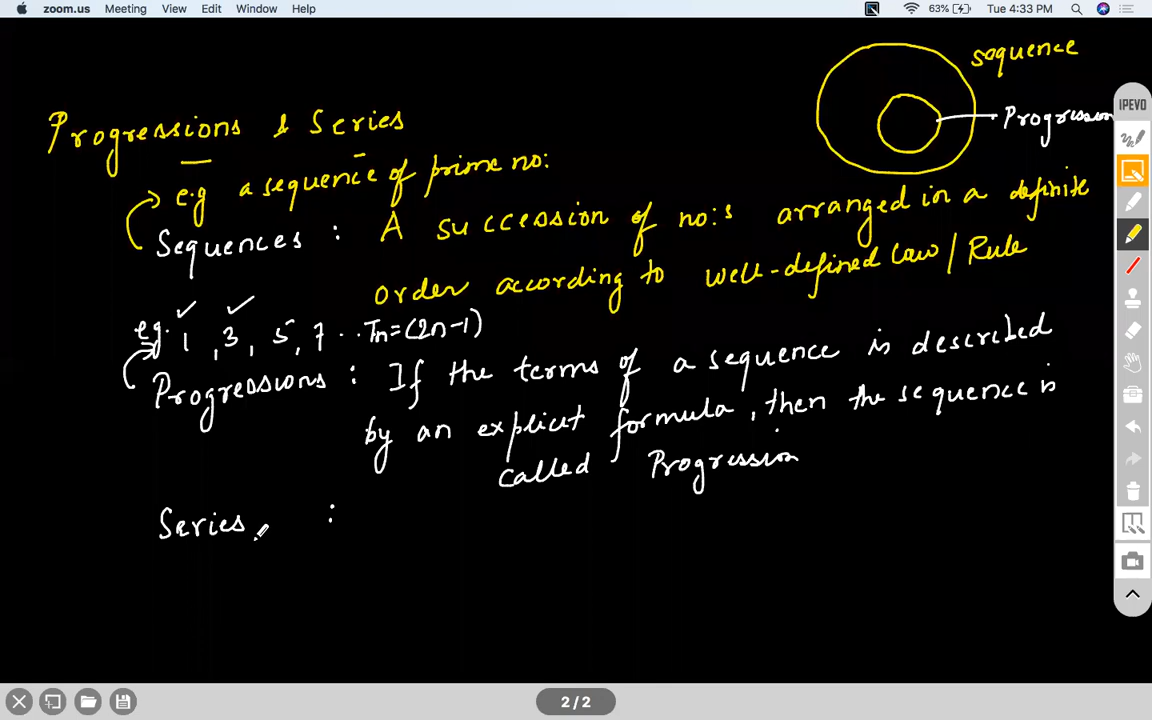 zoom.us Meeting View Edit Window Help 63% Tue 4:33 PM
sequence
IPEVO
Progression
Progressions & Series
e.g a sequence of prime no:
Sequences : A succession of no:s arranged in a definite
order according to well-defined law/Rule
eg. 1, 3, 5, 7 ... Tn=(2n-1)
Progressions : If the terms of a sequence is described
by an explicit formula, then the sequence is
called Progression
Series :
2/2